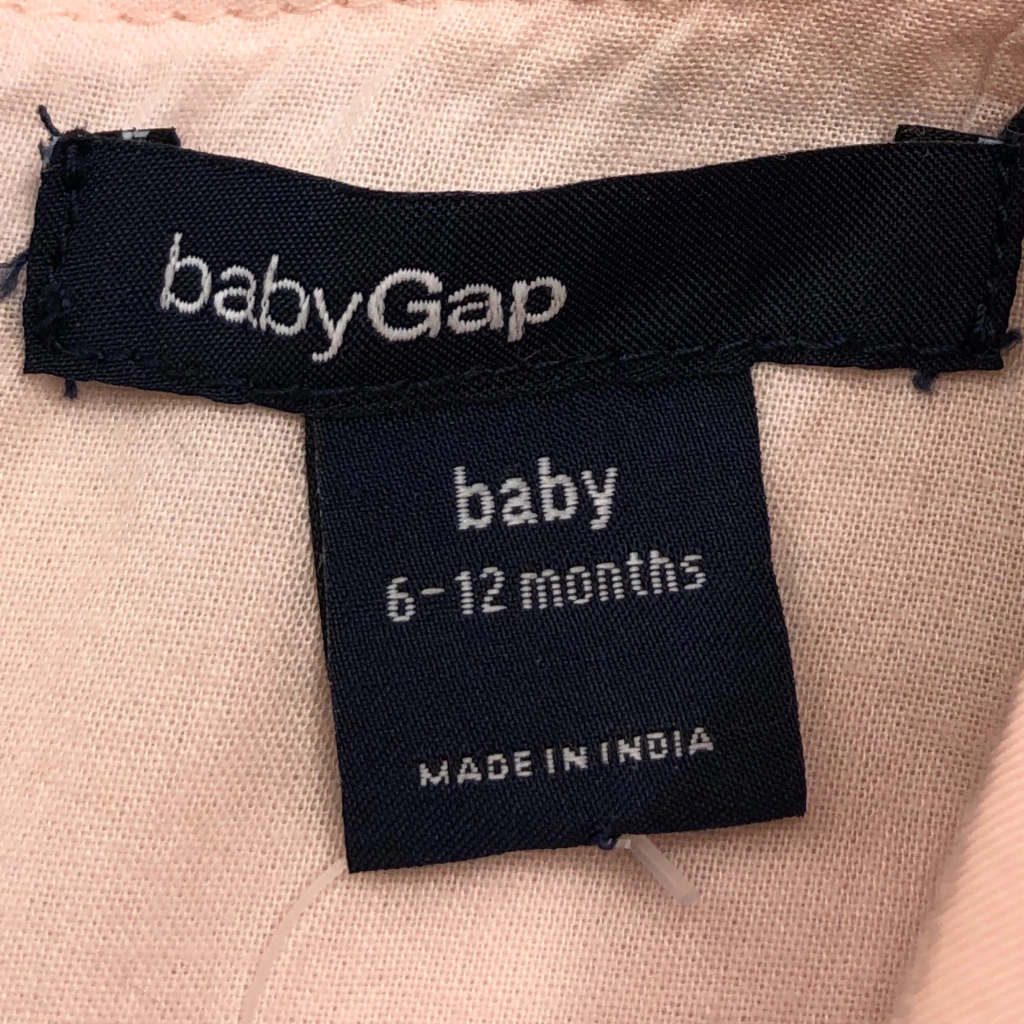 babyGap
baby
6-12 months
MADE IN INDIA